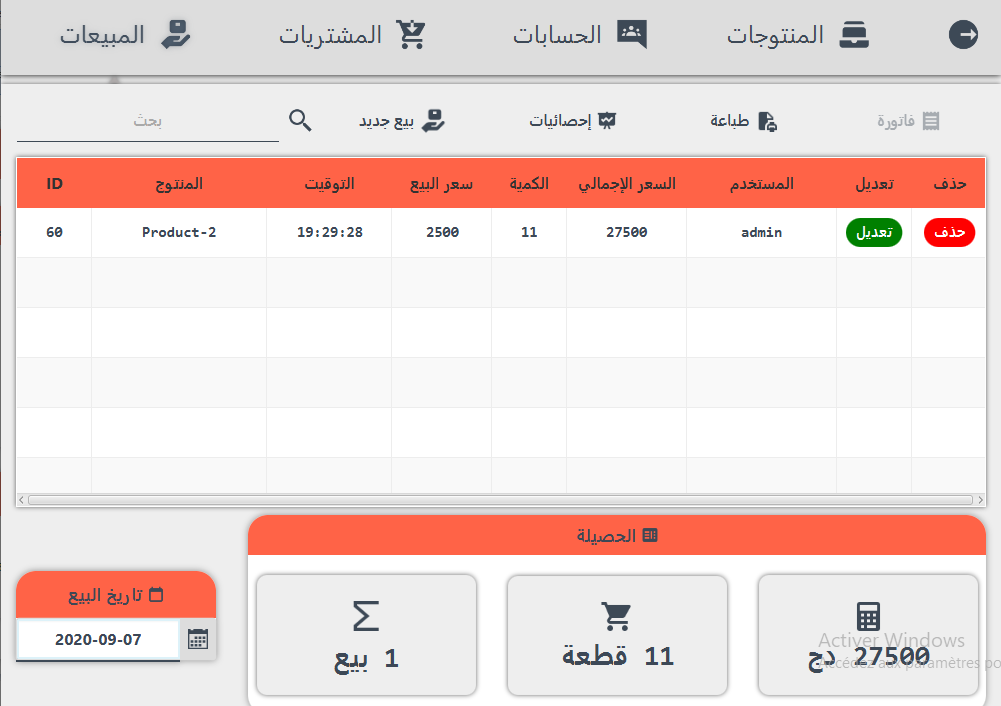 المنتوجات الحسابات المشتريات المبيعات
فاتورة طباعة إحصائيات بيع جديد بحث
ID المنتوج التوقيت سعر البيع الكمية السعر الإجمالي المستخدم تعديل حذف
60 Product-2 19:29:28 2500 11 27500 admin تعديل حذف
الحصيلة
تاريخ البيع
2020-09-07
1 بيع
11 قطعة
27500 دج
Activer Windows
Accédez aux paramètres po